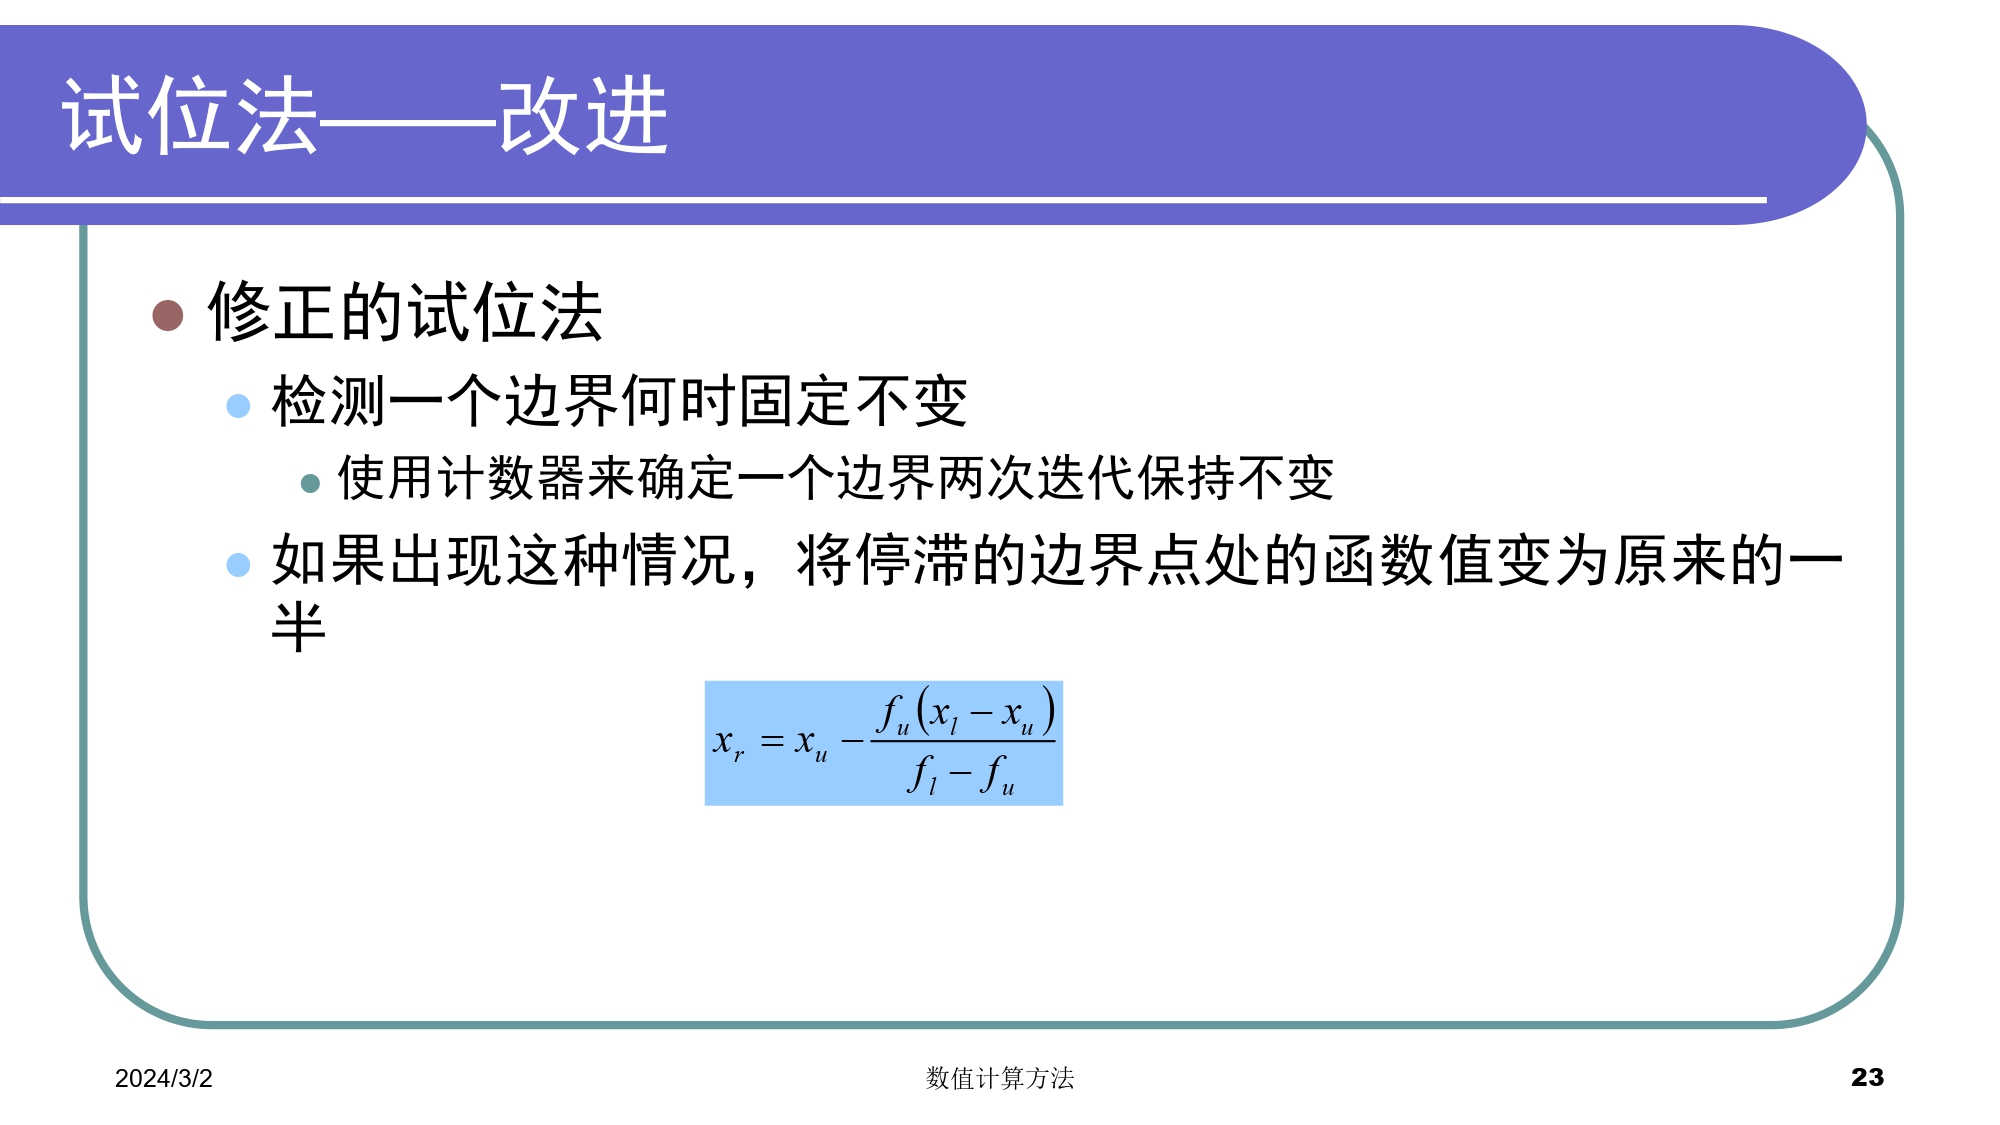 试位法——改进
修正的试位法
检测一个边界何时固定不变
使用计数器来确定一个边界两次迭代保持不变
如果出现这种情况，将停滞的边界点处的函数值变为原来的一
半
x_r = x_u − f_u(x_l − x_u) / (f_l − f_u)
2024/3/2
数值计算方法
23